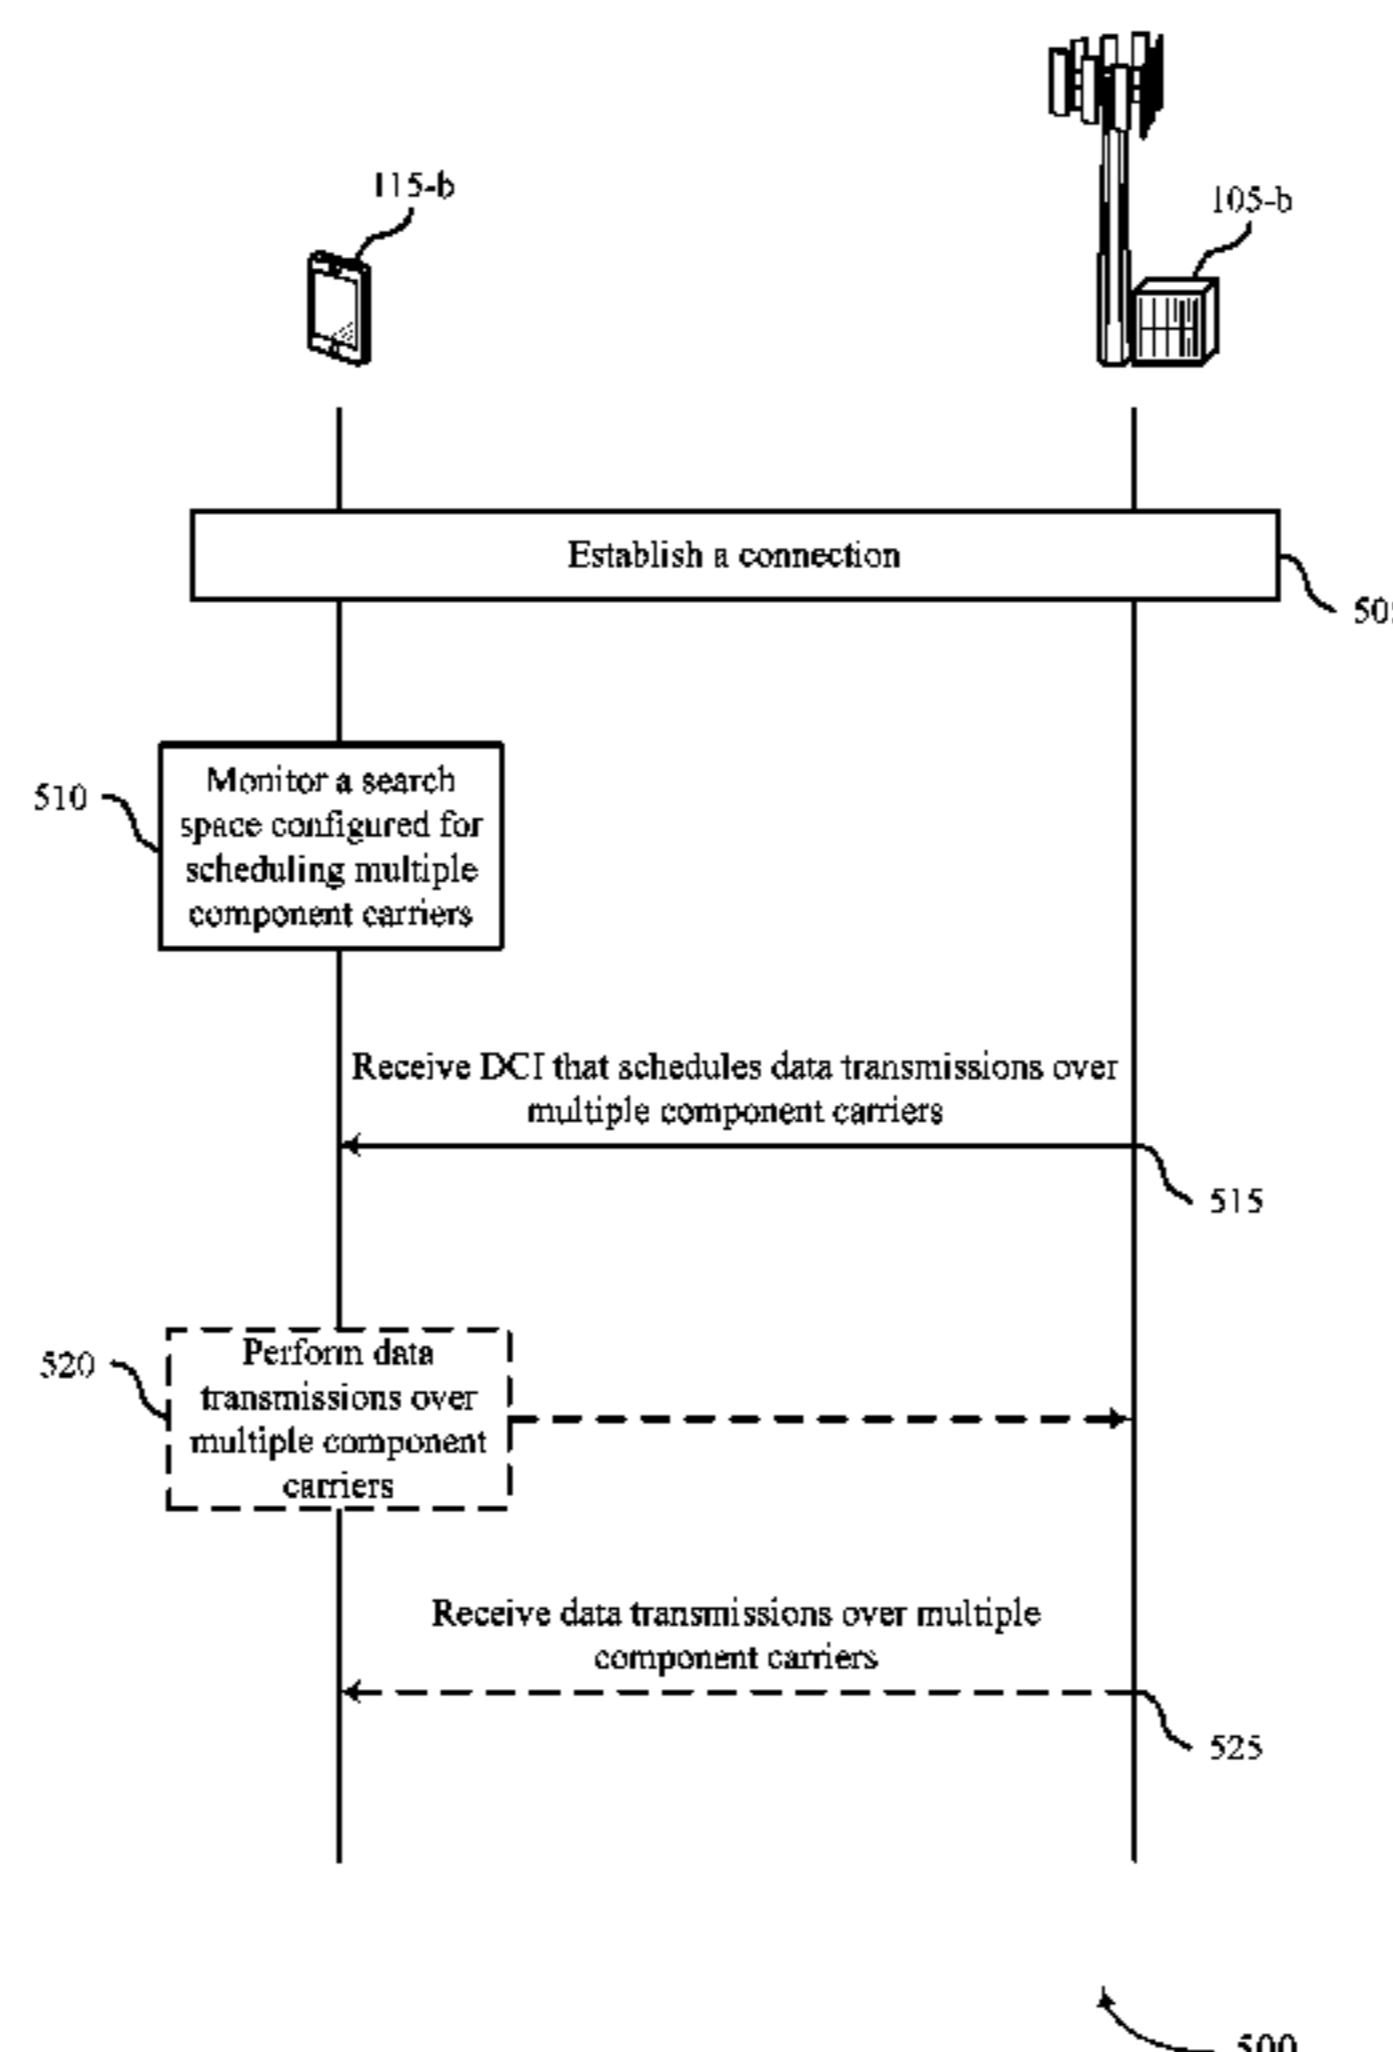 115-b
105-b
Establish a connection
510
Monitor a search
space configured for
scheduling multiple
component carriers
Receive DCI that schedules data transmissions over
multiple component carriers
515
520
Perform data
transmissions over
multiple component
carriers
Receive data transmissions over multiple
component carriers
525
500